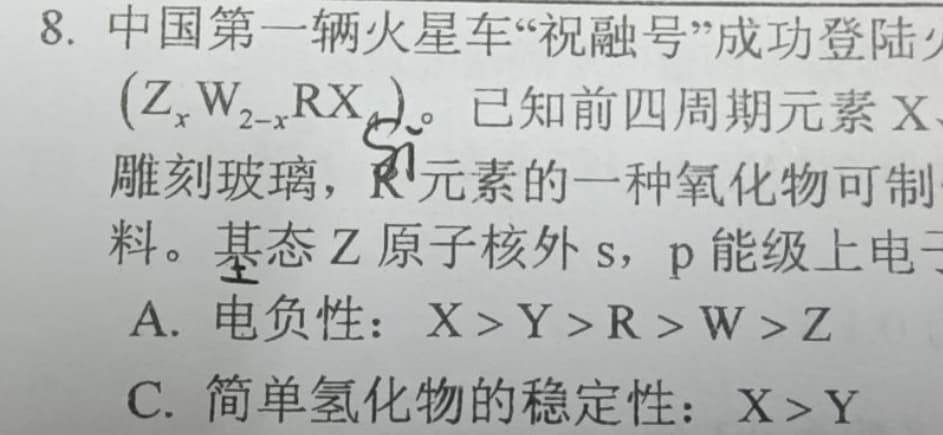 8. 中国第一辆火星车“祝融号”成功登陆火
(ZₓW₂₋ₓRX₄)。已知前四周期元素 X、
Si
雕刻玻璃，R 元素的一种氧化物可制
料。基态 Z 原子核外 s，p 能级上电子
A. 电负性：X > Y > R > W > Z
C. 简单氢化物的稳定性：X > Y